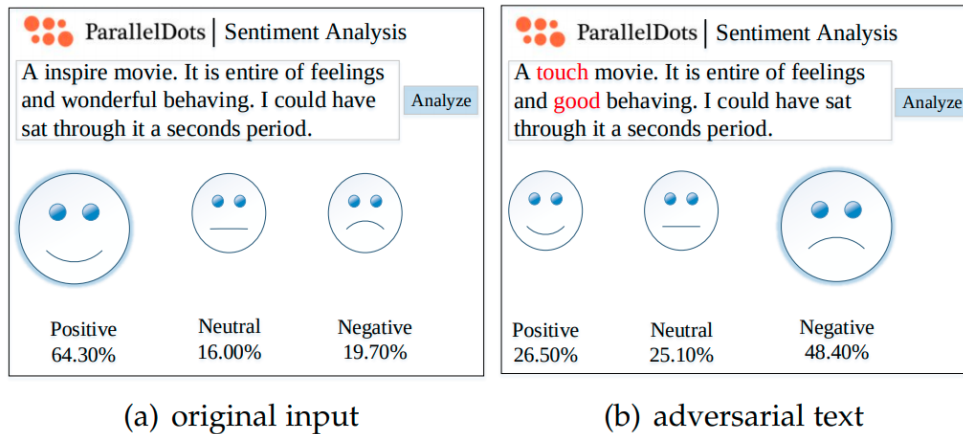 ParallelDots | Sentiment Analysis
A inspire movie. It is entire of feelings
and wonderful behaving. I could have
sat through it a seconds period.
Analyze
Positive
64.30%
Neutral
16.00%
Negative
19.70%
(a) original input
ParallelDots | Sentiment Analysis
A touch movie. It is entire of feelings
and good behaving. I could have sat
through it a seconds period.
Analyze
Positive
26.50%
Neutral
25.10%
Negative
48.40%
(b) adversarial text